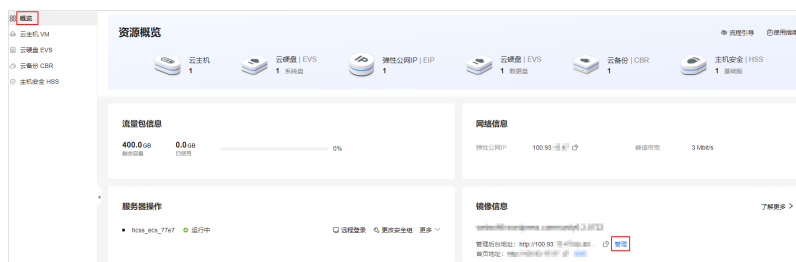 概览
云主机 VM
云硬盘 EVS
云备份 CBR
主机安全 HSS
资源概览
流程引导 使用指南
云主机 云硬盘 | EVS 弹性公网IP | EIP 云硬盘 | EVS 云备份 | CBR 主机安全 | HSS
1 1 系统盘 1 1 数据盘 1 1 基础版
流量包信息
400.0 GB 0.0 GB 0%
剩余容量 已使用
网络信息
弹性公网IP 100.93. 峰值带宽 3 Mbit/s
服务器操作
hcss_ecs_77e7 运行中 远程登录 更改安全组 更多
镜像信息 了解更多 >
管理后台地址: http://100.93. 管理
首页地址: